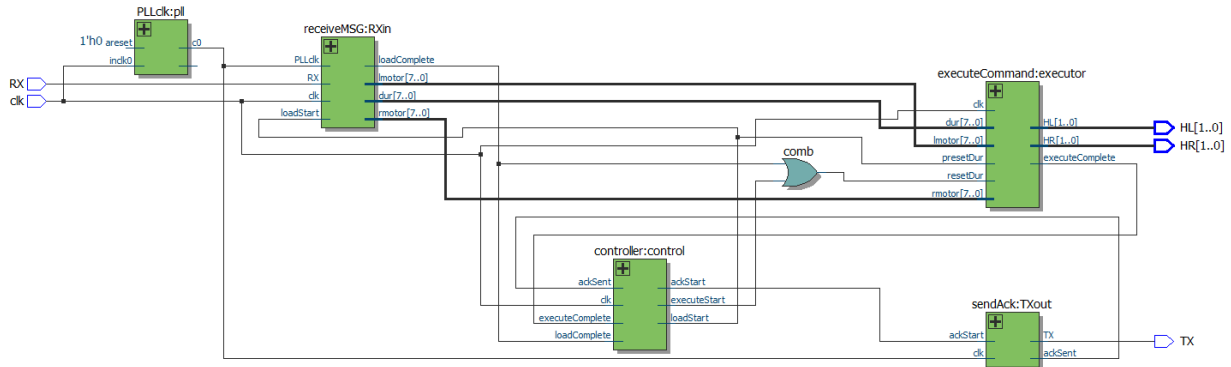 PLLclk:pll
1'h0 areset
c0
inclk0
RX
clk
receiveMSG:RXin
PLLclk
RX
clk
loadStart
loadComplete
lmotor[7..0]
dur[7..0]
rmotor[7..0]
comb
executeCommand:executor
clk
dur[7..0]
lmotor[7..0]
presetDur
resetDur
rmotor[7..0]
HL[1..0]
HR[1..0]
executeComplete
HL[1..0]
HR[1..0]
controller:control
ackSent
clk
executeComplete
loadComplete
ackStart
executeStart
loadStart
sendAck:TXout
ackStart
clk
TX
ackSent
TX